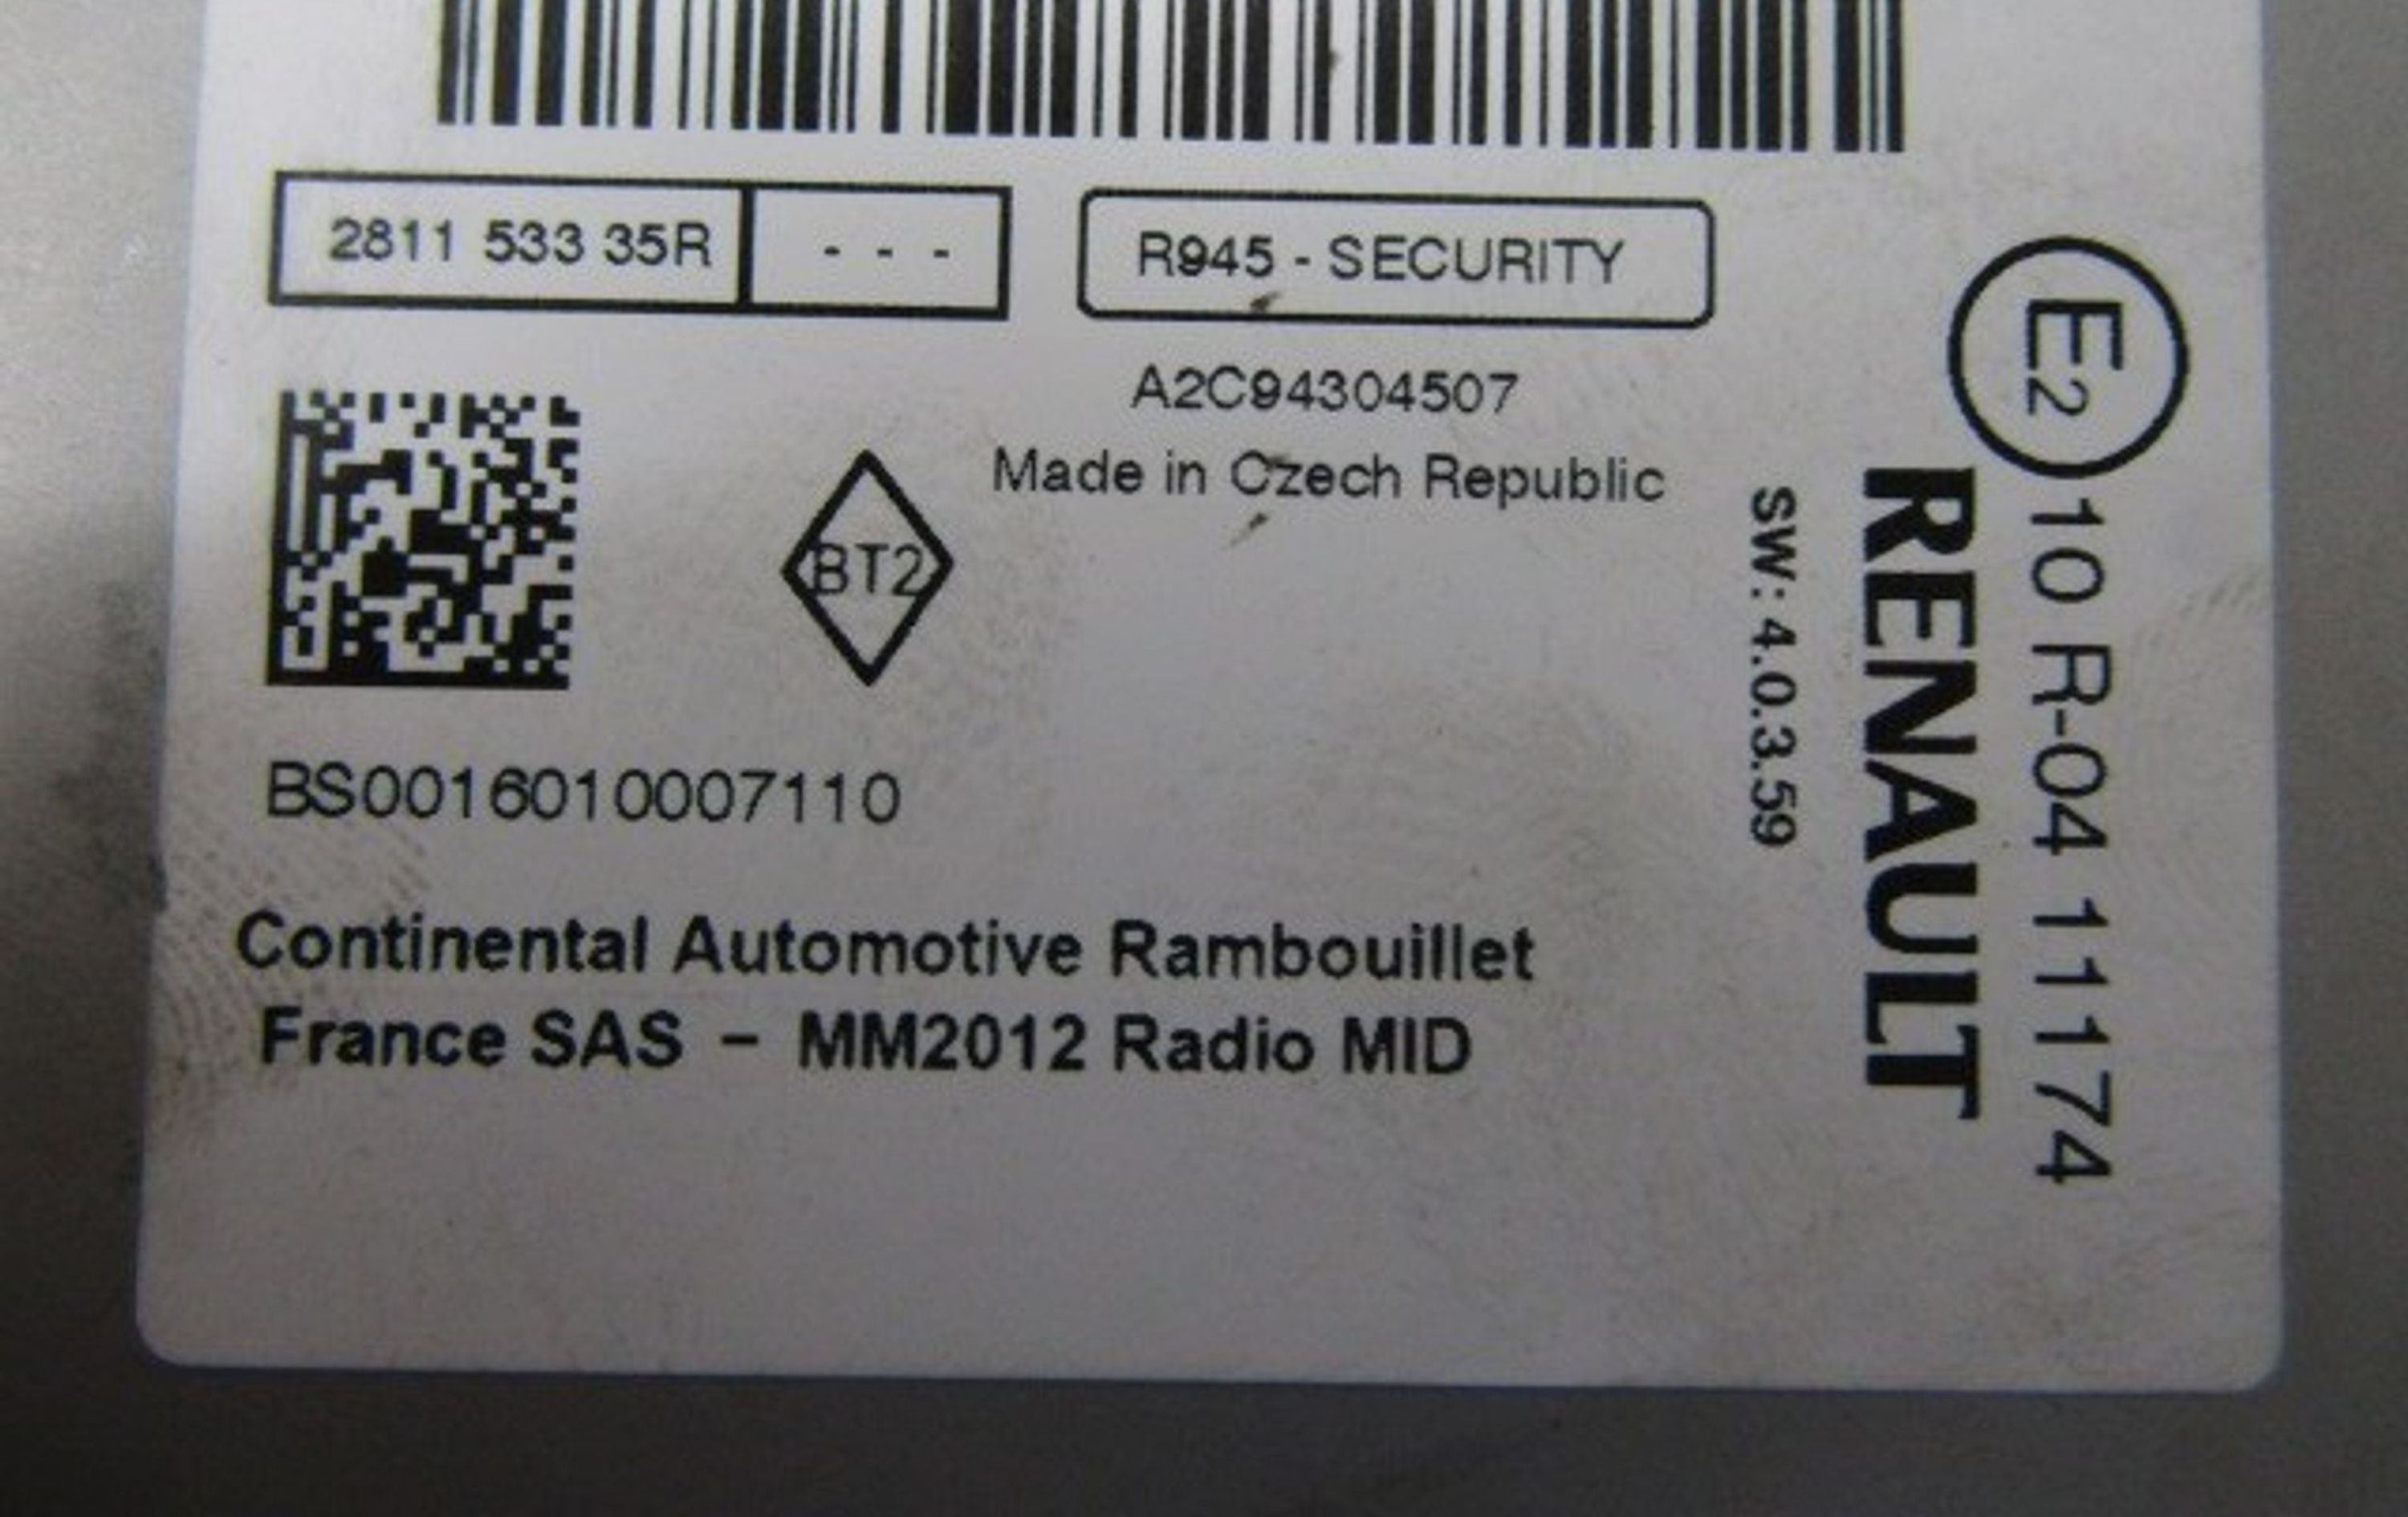 2811 533 35R
- - -
R945 - SECURITY
A2C94304507
Made in Czech Republic
BT2
BS0016010007110
Continental Automotive Rambouillet
France SAS - MM2012 Radio MID
SW: 4.0.3.59
RENAULT
E2 10 R-04 11174